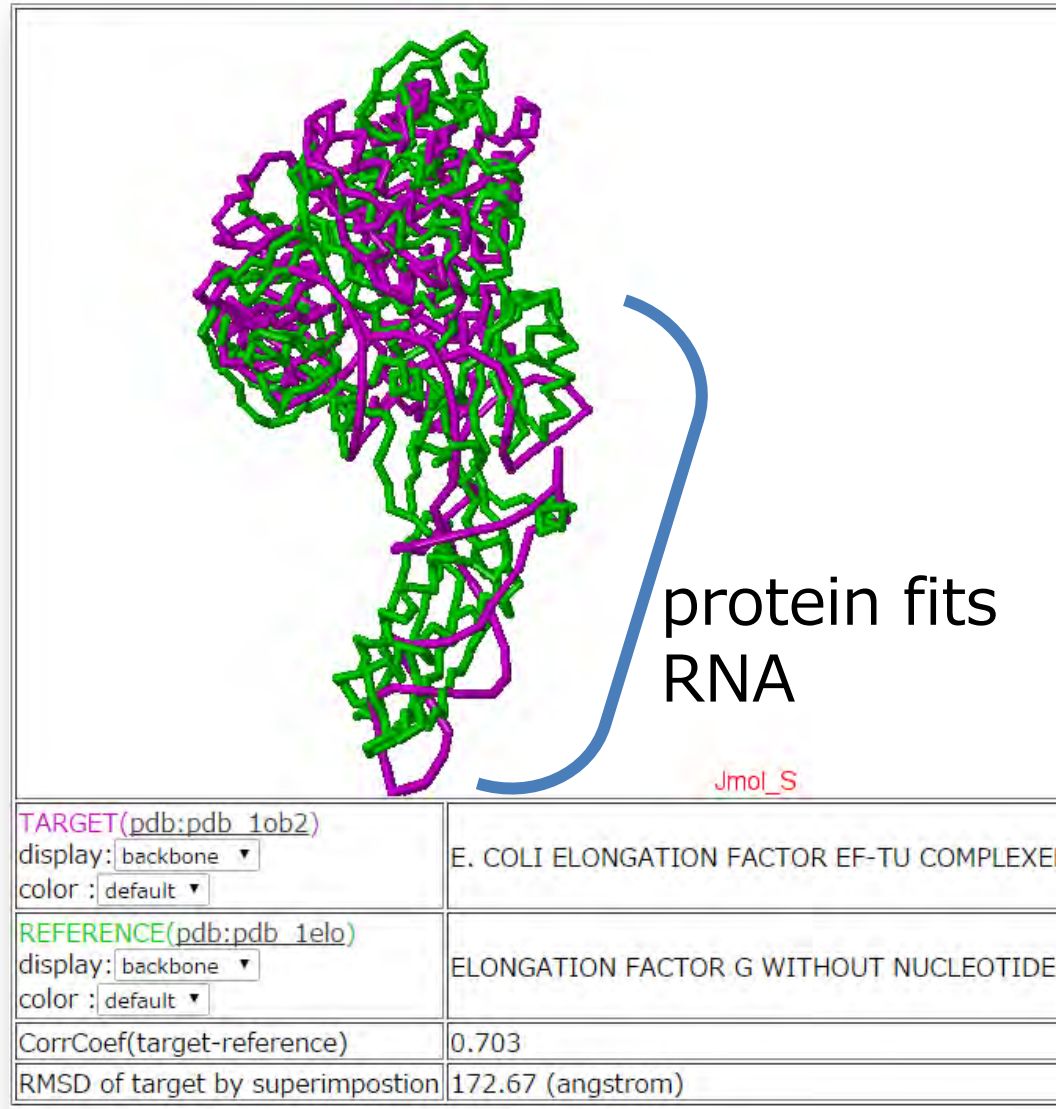 protein fits
RNA
Jmol_S
TARGET(pdb:pdb_1ob2)
display: backbone ▼
color : default ▼
E. COLI ELONGATION FACTOR EF-TU COMPLEXE
REFERENCE(pdb:pdb_1elo)
display: backbone ▼
color : default ▼
ELONGATION FACTOR G WITHOUT NUCLEOTIDE
CorrCoef(target-reference) 0.703
RMSD of target by superimpostion 172.67 (angstrom)